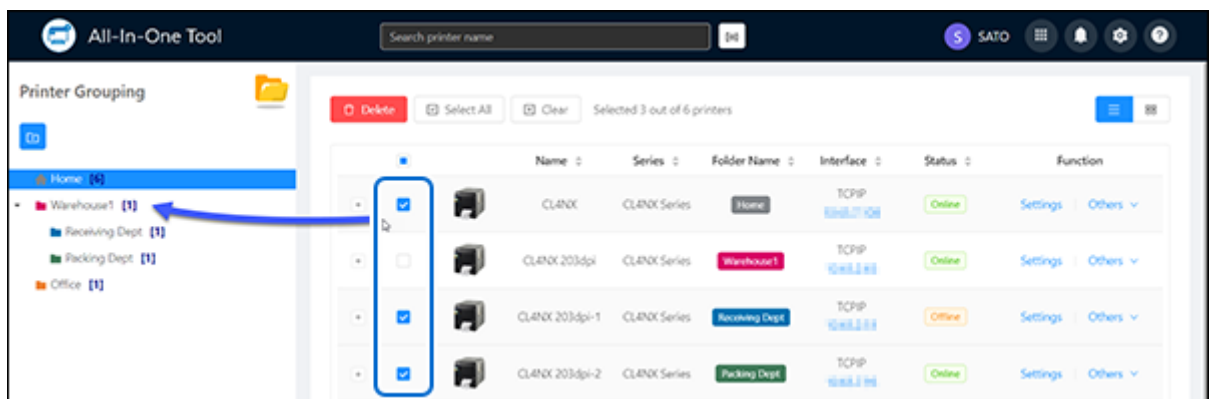 All-In-One Tool
Search printer name
S SATO
Printer Grouping
Delete Select All Clear Selected 3 out of 6 printers
Name Series Folder Name Interface Status Function
Home [6]
Warehouse1 [1]
Receiving Dept [1]
Packing Dept [1]
Office [1]
CL4NX CL4NX Series Home TCPIP Online Settings Others
CL4NX 203dpi CL4NX Series Warehouse1 TCPIP Online Settings Others
CL4NX 203dpi-1 CL4NX Series Receiving Dept TCPIP Offline Settings Others
CL4NX 203dpi-2 CL4NX Series Packing Dept TCPIP Online Settings Others